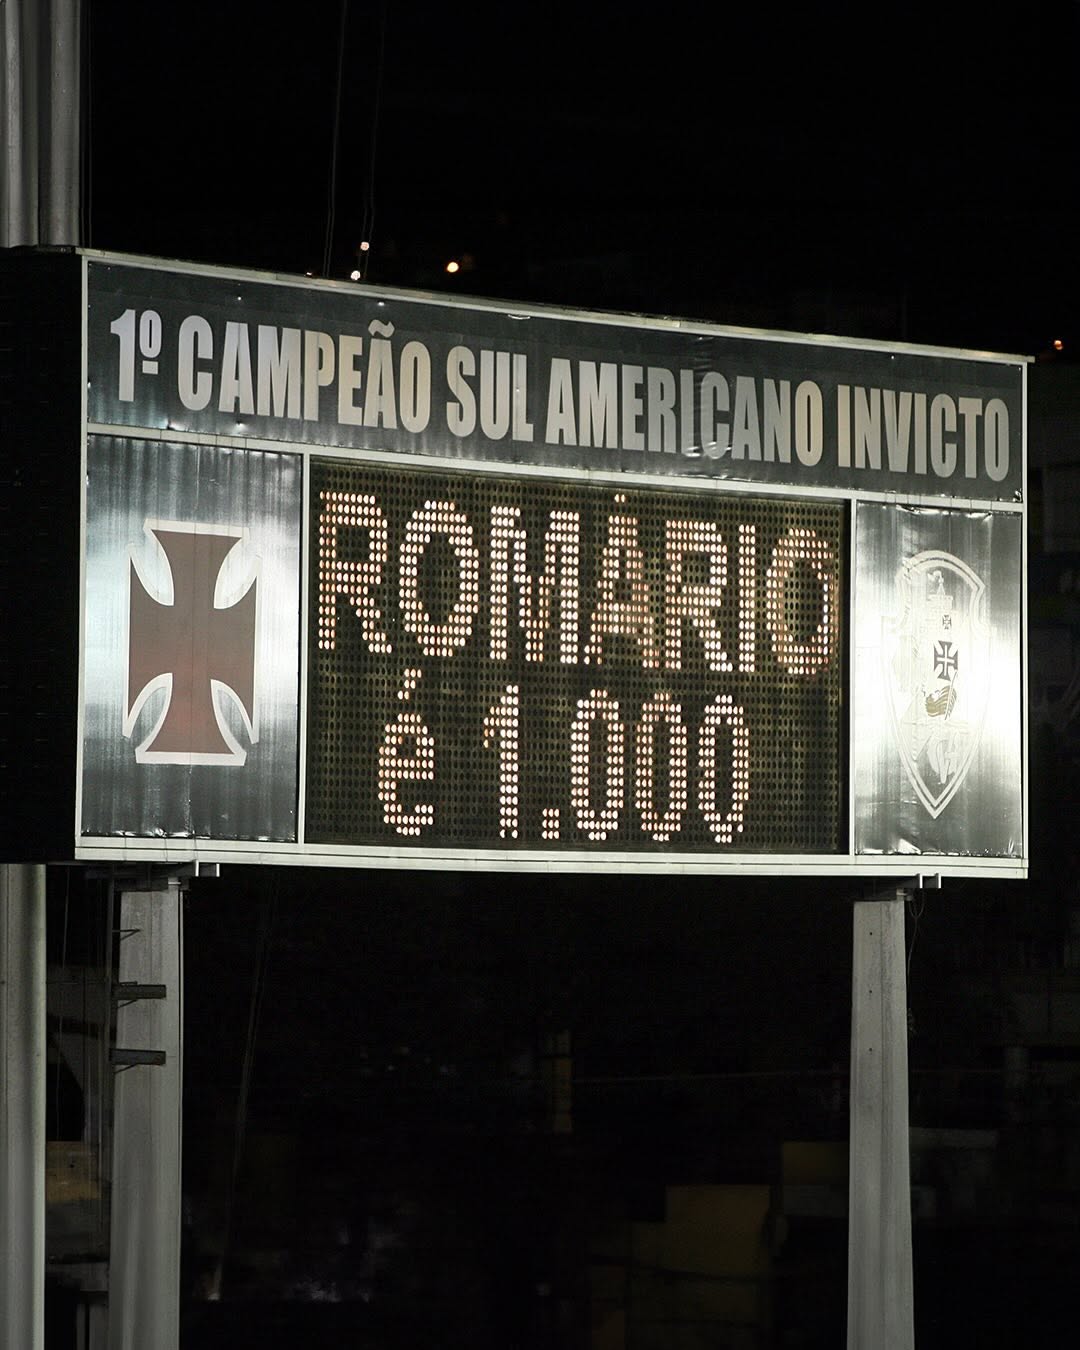 1º CAMPEÃO SUL AMERICANO INVICTO
ROMÁRIO
é 1.000